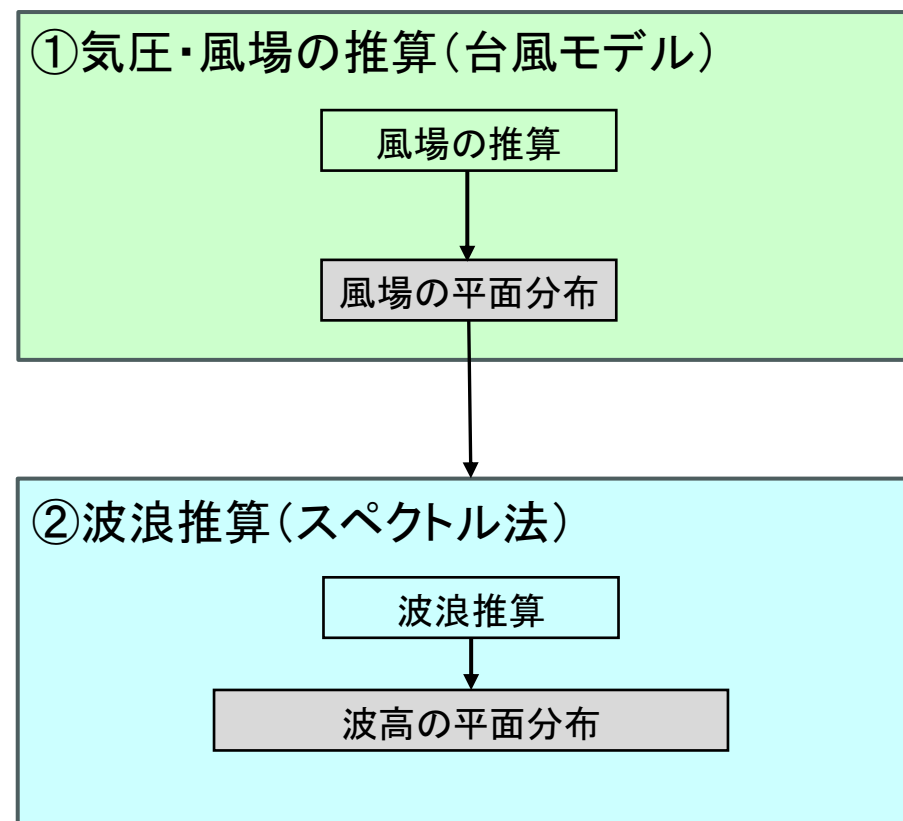 ①気圧・風場の推算（台風モデル）
風場の推算
風場の平面分布
②波浪推算（スペクトル法）
波浪推算
波高の平面分布